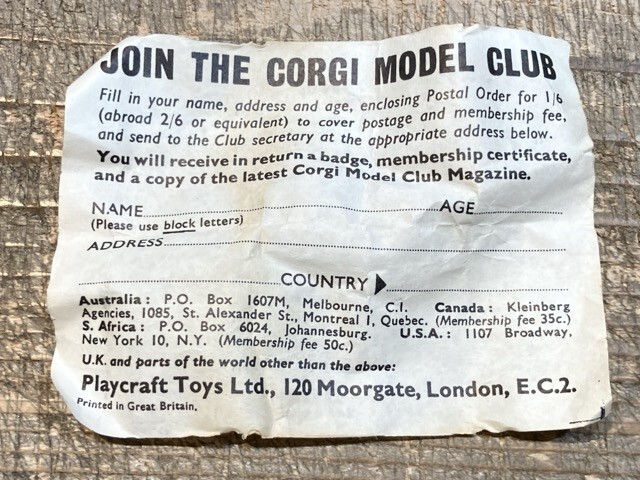 JOIN THE CORGI MODEL CLUB
Fill in your name, address and age, enclosing Postal Order for 1/6
(abroad 2/6 or equivalent) to cover postage and membership fee,
and send to the Club secretary at the appropriate address below.
You will receive in return a badge, membership certificate,
and a copy of the latest Corgi Model Club Magazine.
NAME..............................AGE..............
(Please use block letters)
ADDRESS..............................
..............................COUNTRY ▶..............................
Australia: P.O. Box 1607M, Melbourne, C.I. Canada: Kleinberg
Agencies, 1085, St. Alexander St., Montreal 1, Quebec. (Membership fee 35c.)
S. Africa: P.O. Box 6024, Johannesburg. U.S.A.: 1107 Broadway,
New York 10, N.Y. (Membership fee 50c.)
U.K. and parts of the world other than the above:
Playcraft Toys Ltd., 120 Moorgate, London, E.C.2.
Printed in Great Britain.